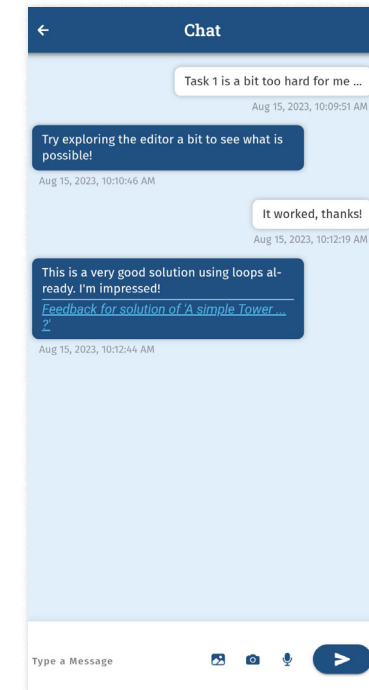 Chat
Task 1 is a bit too hard for me ...
Aug 15, 2023, 10:09:51 AM
Try exploring the editor a bit to see what is
possible!
Aug 15, 2023, 10:10:46 AM
It worked, thanks!
Aug 15, 2023, 10:12:19 AM
This is a very good solution using loops al-
ready. I'm impressed!
Feedback for solution of 'A simple Tower ...
2'
Aug 15, 2023, 10:12:44 AM
Type a Message